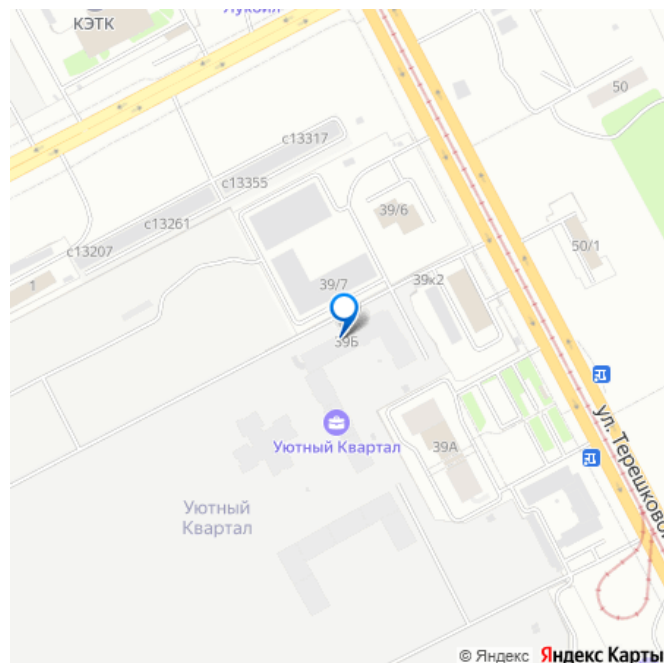 Лукойл
КЭТК
50
с13317
с13355
39/6
с13261
50/1
с13207
39к2
1
39/7
39Б
ул. Терешковой
Уютный Квартал
39А
Уютный
Квартал
© Яндекс Яндекс Карты